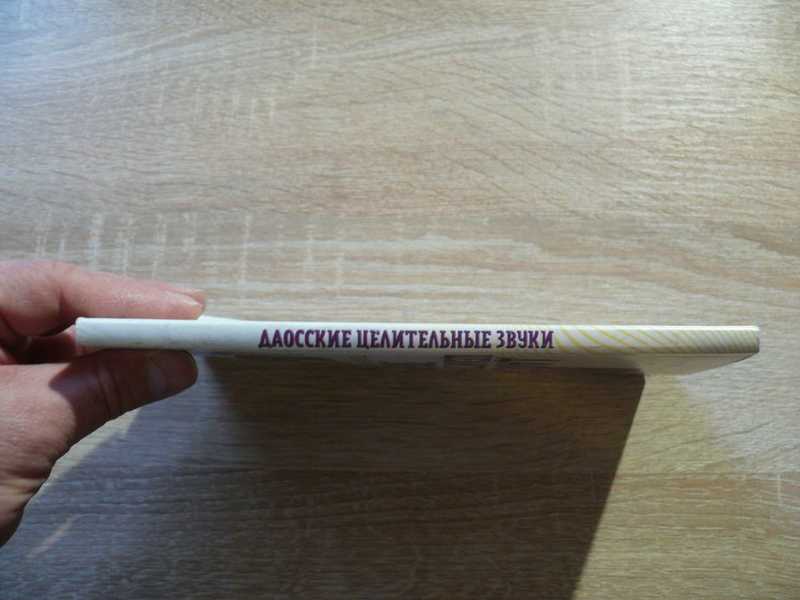 ДАОССКИЕ ЦЕЛИТЕЛЬНЫЕ ЗВУКИ